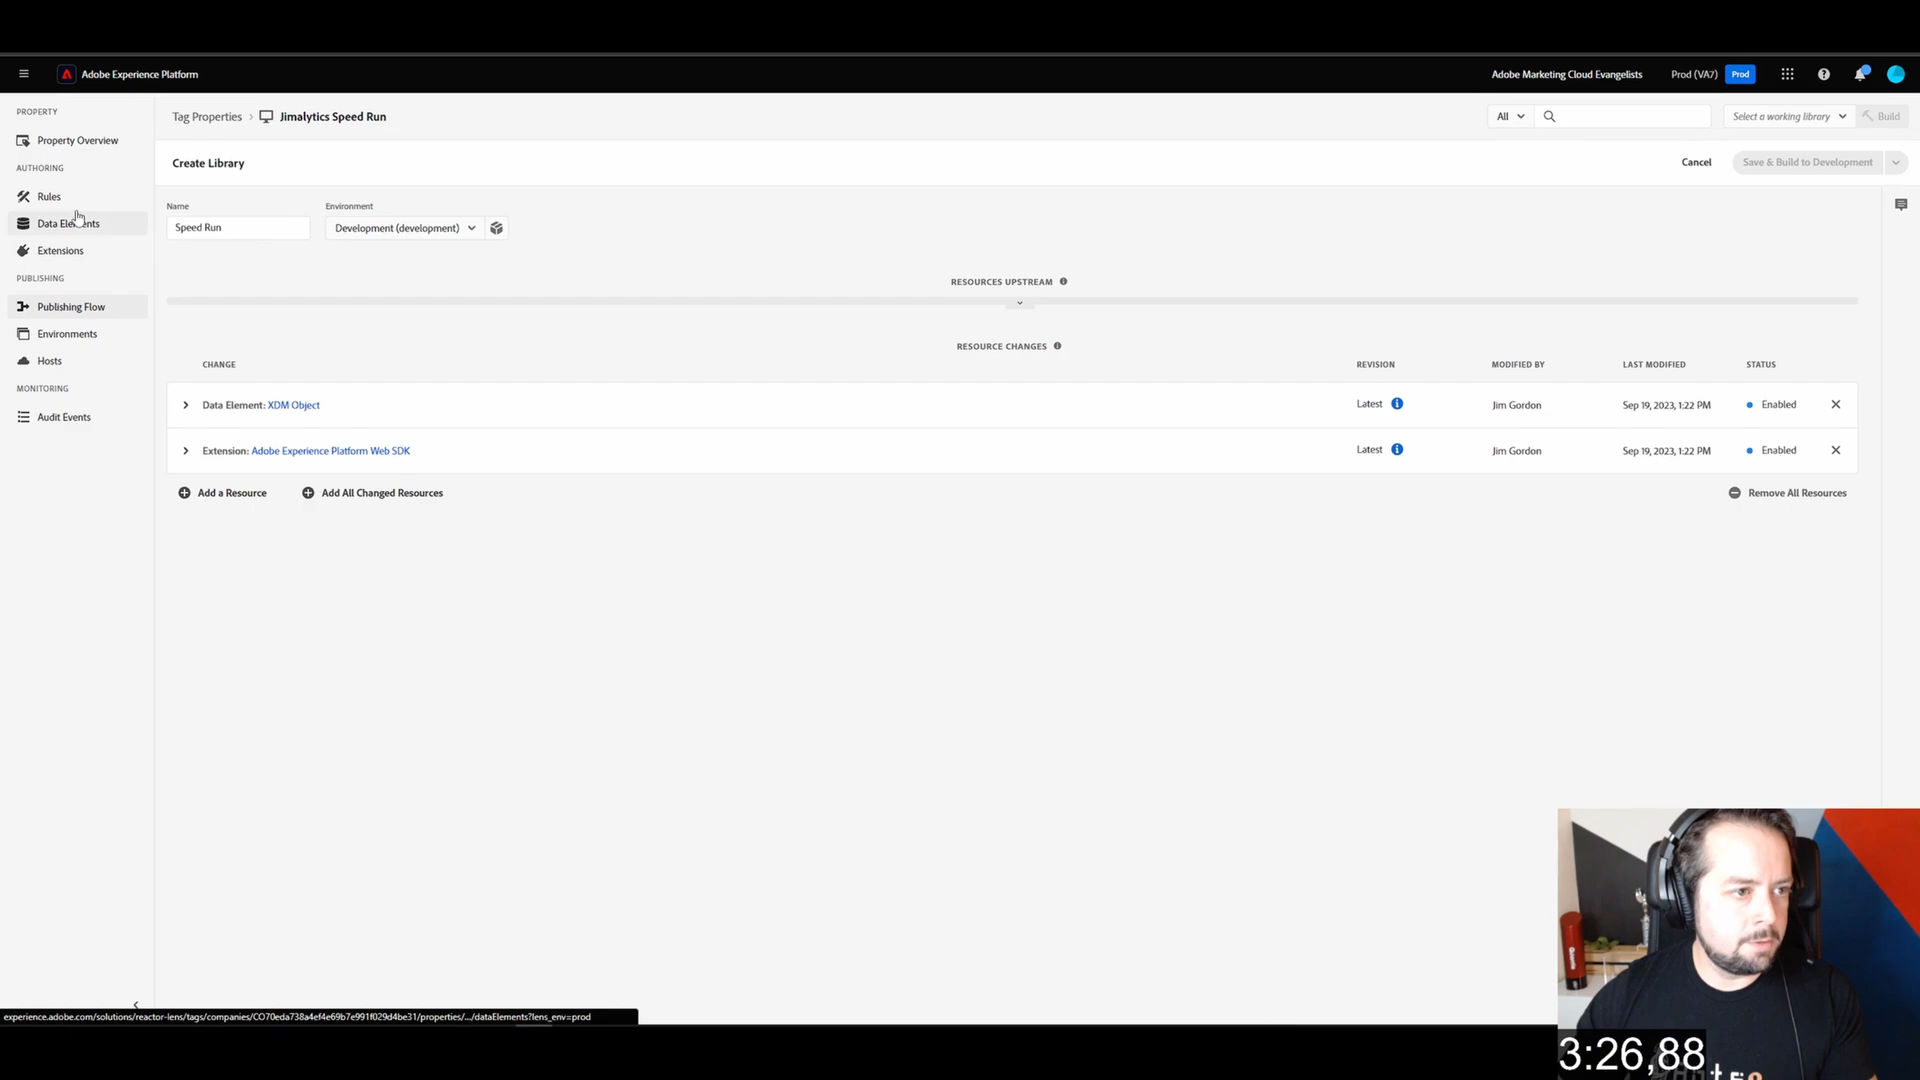 Adobe Experience Platform
Adobe Marketing Cloud Evangelists
Prod (VA7)
Prod
PROPERTY
Property Overview
AUTHORING
Rules
Data Elements
Extensions
PUBLISHING
Publishing Flow
Environments
Hosts
MONITORING
Audit Events
Tag Properties > Jimalytics Speed Run
All
Select a working library
Build
Create Library
Cancel
Save & Build to Development
Name
Environment
Speed Run
Development (development)
RESOURCES UPSTREAM
RESOURCE CHANGES
CHANGE REVISION MODIFIED BY LAST MODIFIED STATUS
Data Element: XDM Object Latest Jim Gordon Sep 19, 2023, 1:22 PM Enabled
Extension: Adobe Experience Platform Web SDK Latest Jim Gordon Sep 19, 2023, 1:22 PM Enabled
Add a Resource
Add All Changed Resources
Remove All Resources
experience.adobe.com/solutions/reactor-lens/tags/companies/CO70eda738a4ef4e69b7e991f029d4be31/properties/.../dataElements?lens_env=prod
3:26,88